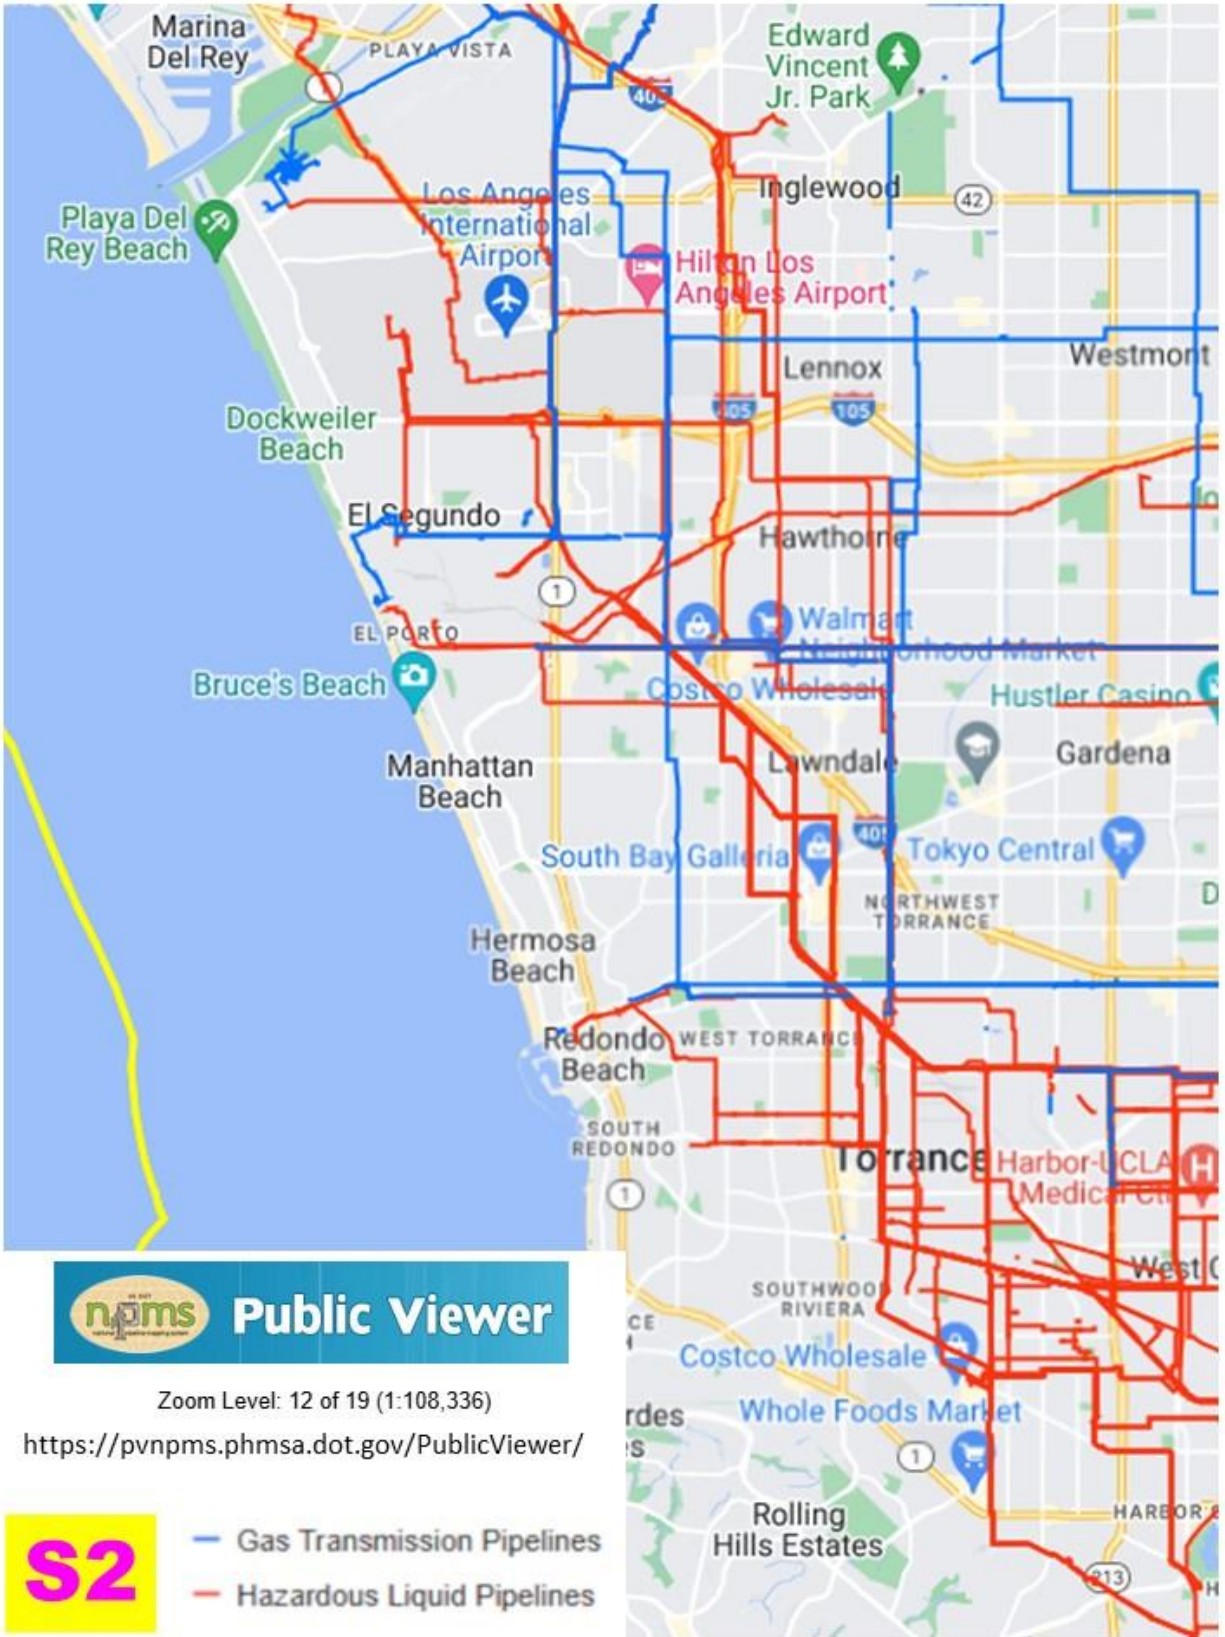 Marina
Del Rey
PLAYA VISTA
405
Edward
Vincent
Jr. Park
Inglewood
42
Los Angeles
International
Airport
Playa Del
Rey Beach
Hilton Los
Angeles Airport
Westmont
Lennox
405
105
Dockweiler
Beach
El Segundo
Hawthorne
1
EL PORTO
Walmart
Neighborhood Market
Bruce's Beach
Costco Wholesale
Hustler Casino
Manhattan
Beach
Lawndale
Gardena
405
South Bay Galleria
Tokyo Central
D
NORTHWEST
TORRANCE
Hermosa
Beach
Redondo
Beach
WEST TORRANCE
SOUTH
REDONDO
Torrance
Harbor-UCLA
Medical Ct
1
West C
SOUTHWOOD
RIVIERA
CE
H
npms
Public Viewer
Costco Wholesale
Zoom Level: 12 of 19 (1:108,336)
https://pvnpms.phmsa.dot.gov/PublicViewer/
rdes
es
Whole Foods Market
1
Rolling
Hills Estates
HARBOR
213
H
S2
Gas Transmission Pipelines
Hazardous Liquid Pipelines